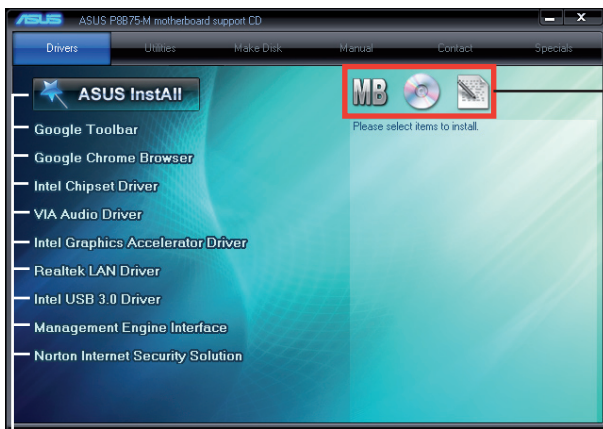 ASUS ASUS P8B75-M motherboard support CD
Drivers Utilities Make Disk Manual Contact Specials
ASUS InstAll
MB
Please select items to install.
Google Toolbar
Google Chrome Browser
Intel Chipset Driver
VIA Audio Driver
Intel Graphics Accelerator Driver
Realtek LAN Driver
Intel USB 3.0 Driver
Management Engine Interface
Norton Internet Security Solution